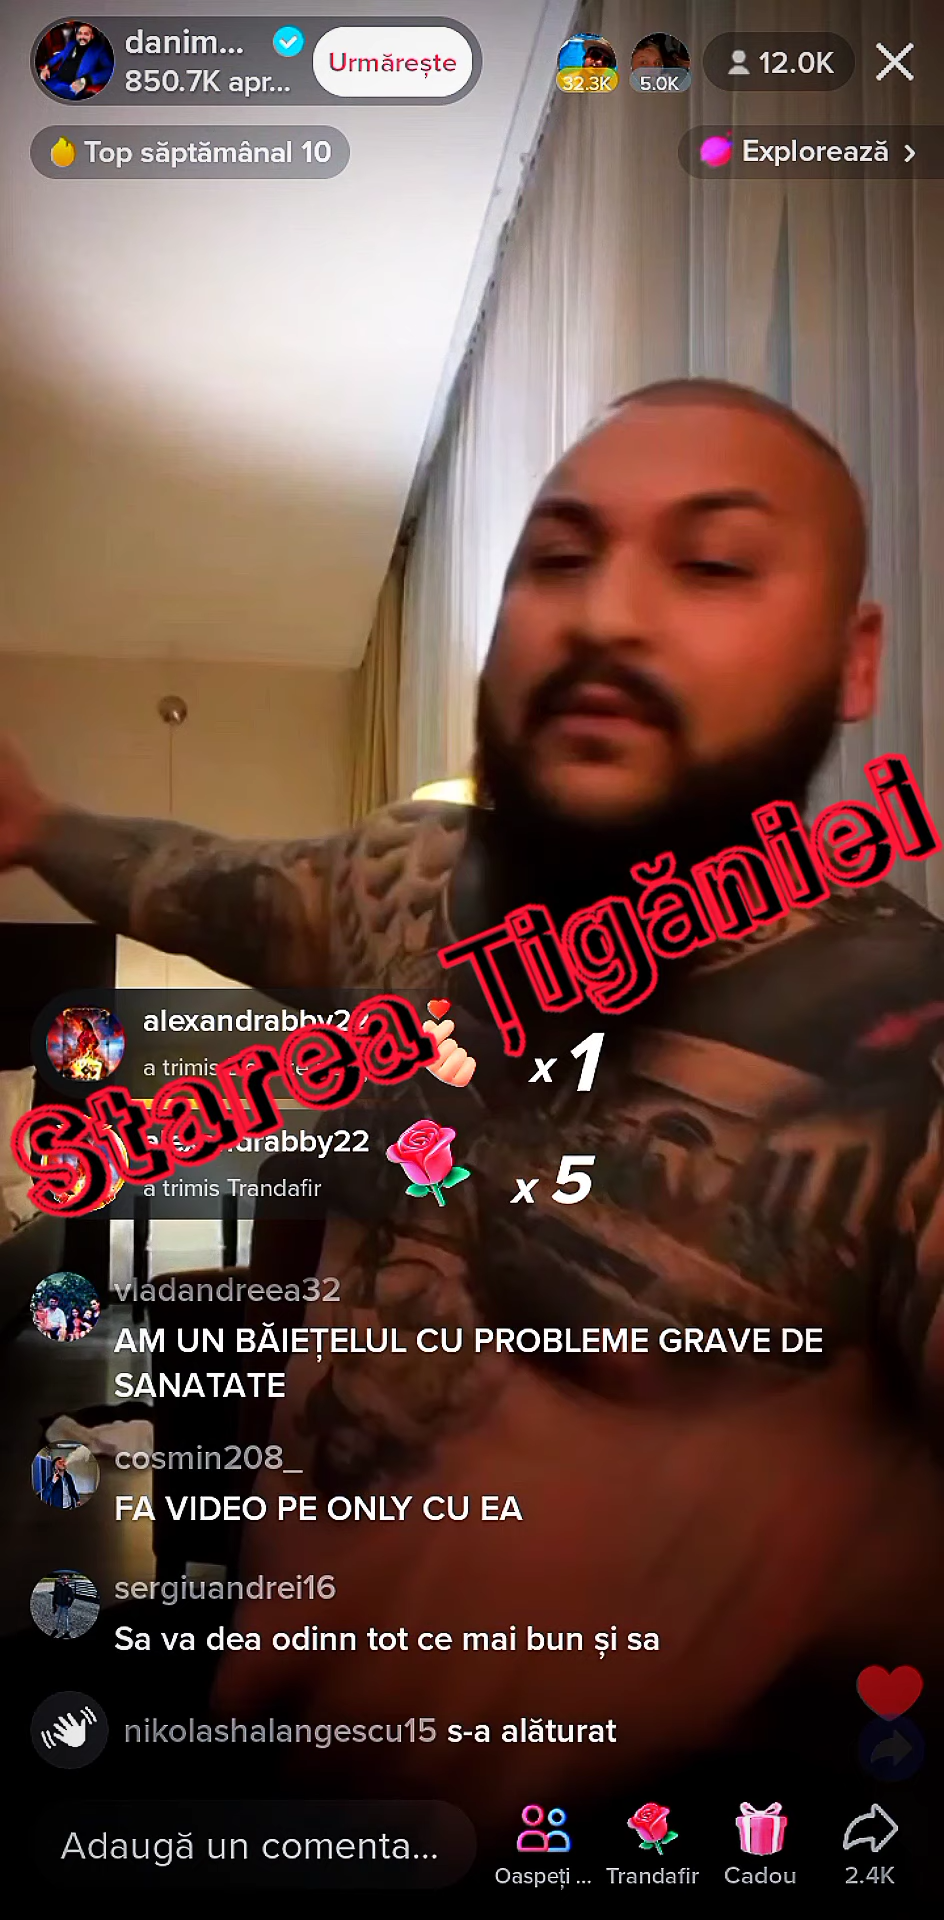 danim...
Urmărește
850.7K apr...
32.3K
5.0K
12.0K
Top săptămânal 10
Explorează
Starea Țigăniei
alexandrabby22
a trimis
x 1
alexandrabby22
a trimis Trandafir
x 5
vladandreea32
AM UN BĂIEȚELUL CU PROBLEME GRAVE DE
SANATATE
cosmin208_
FA VIDEO PE ONLY CU EA
sergiuandrei16
Sa va dea odinn tot ce mai bun și sa
nikolashalangescu15 s-a alăturat
Adaugă un comenta...
Oaspeți ...
Trandafir
Cadou
2.4K